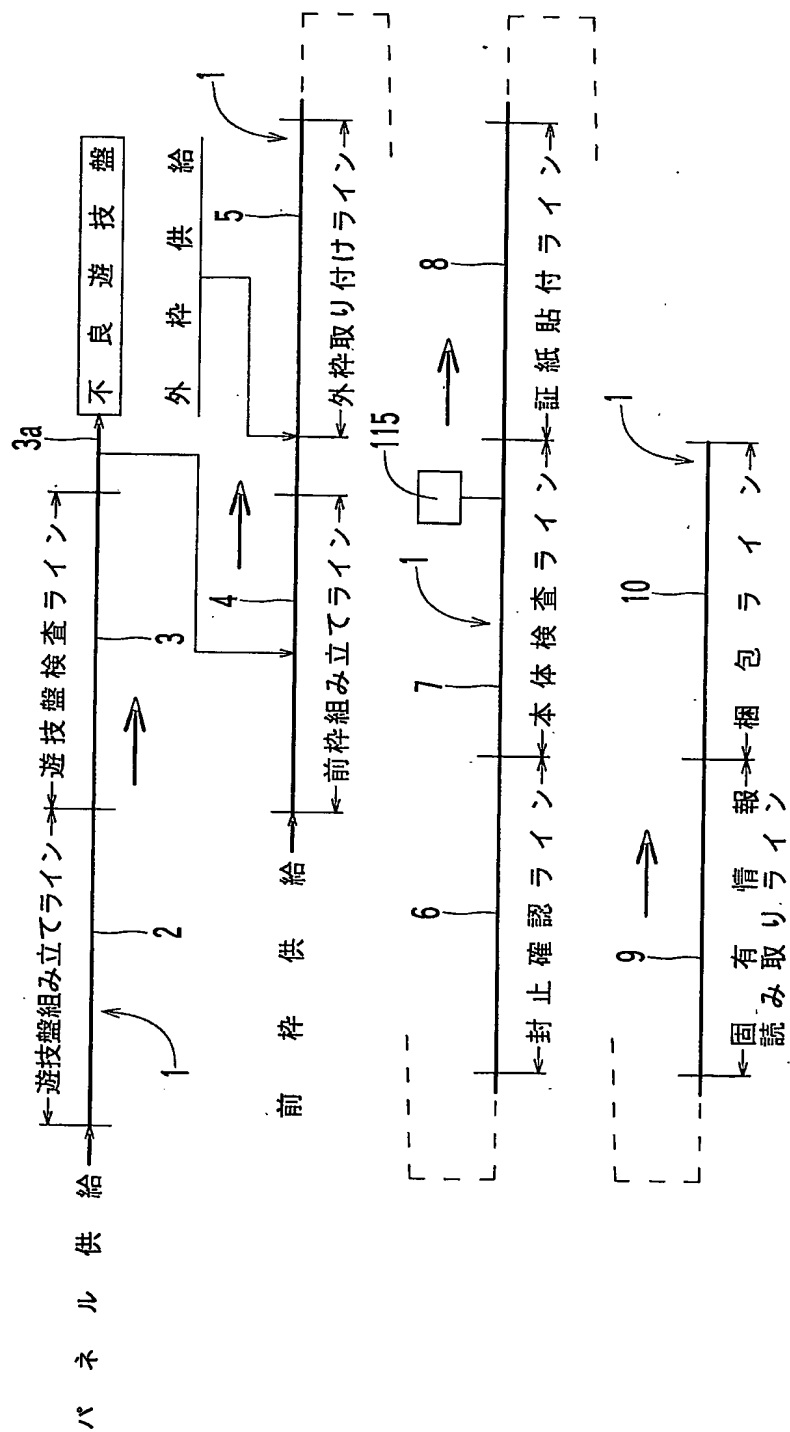 パネル供給
遊技盤組み立てライン
遊技盤検査ライン
1
2
3
3a
不良遊技盤
外枠供給
前枠供給
4
5
1
前枠組み立てライン
外枠取り付けライン
6
7
1
115
8
封止確認ライン
本体検査ライン
証紙貼付ライン
9
10
1
固有情報
読み取りライン
梱包ライン